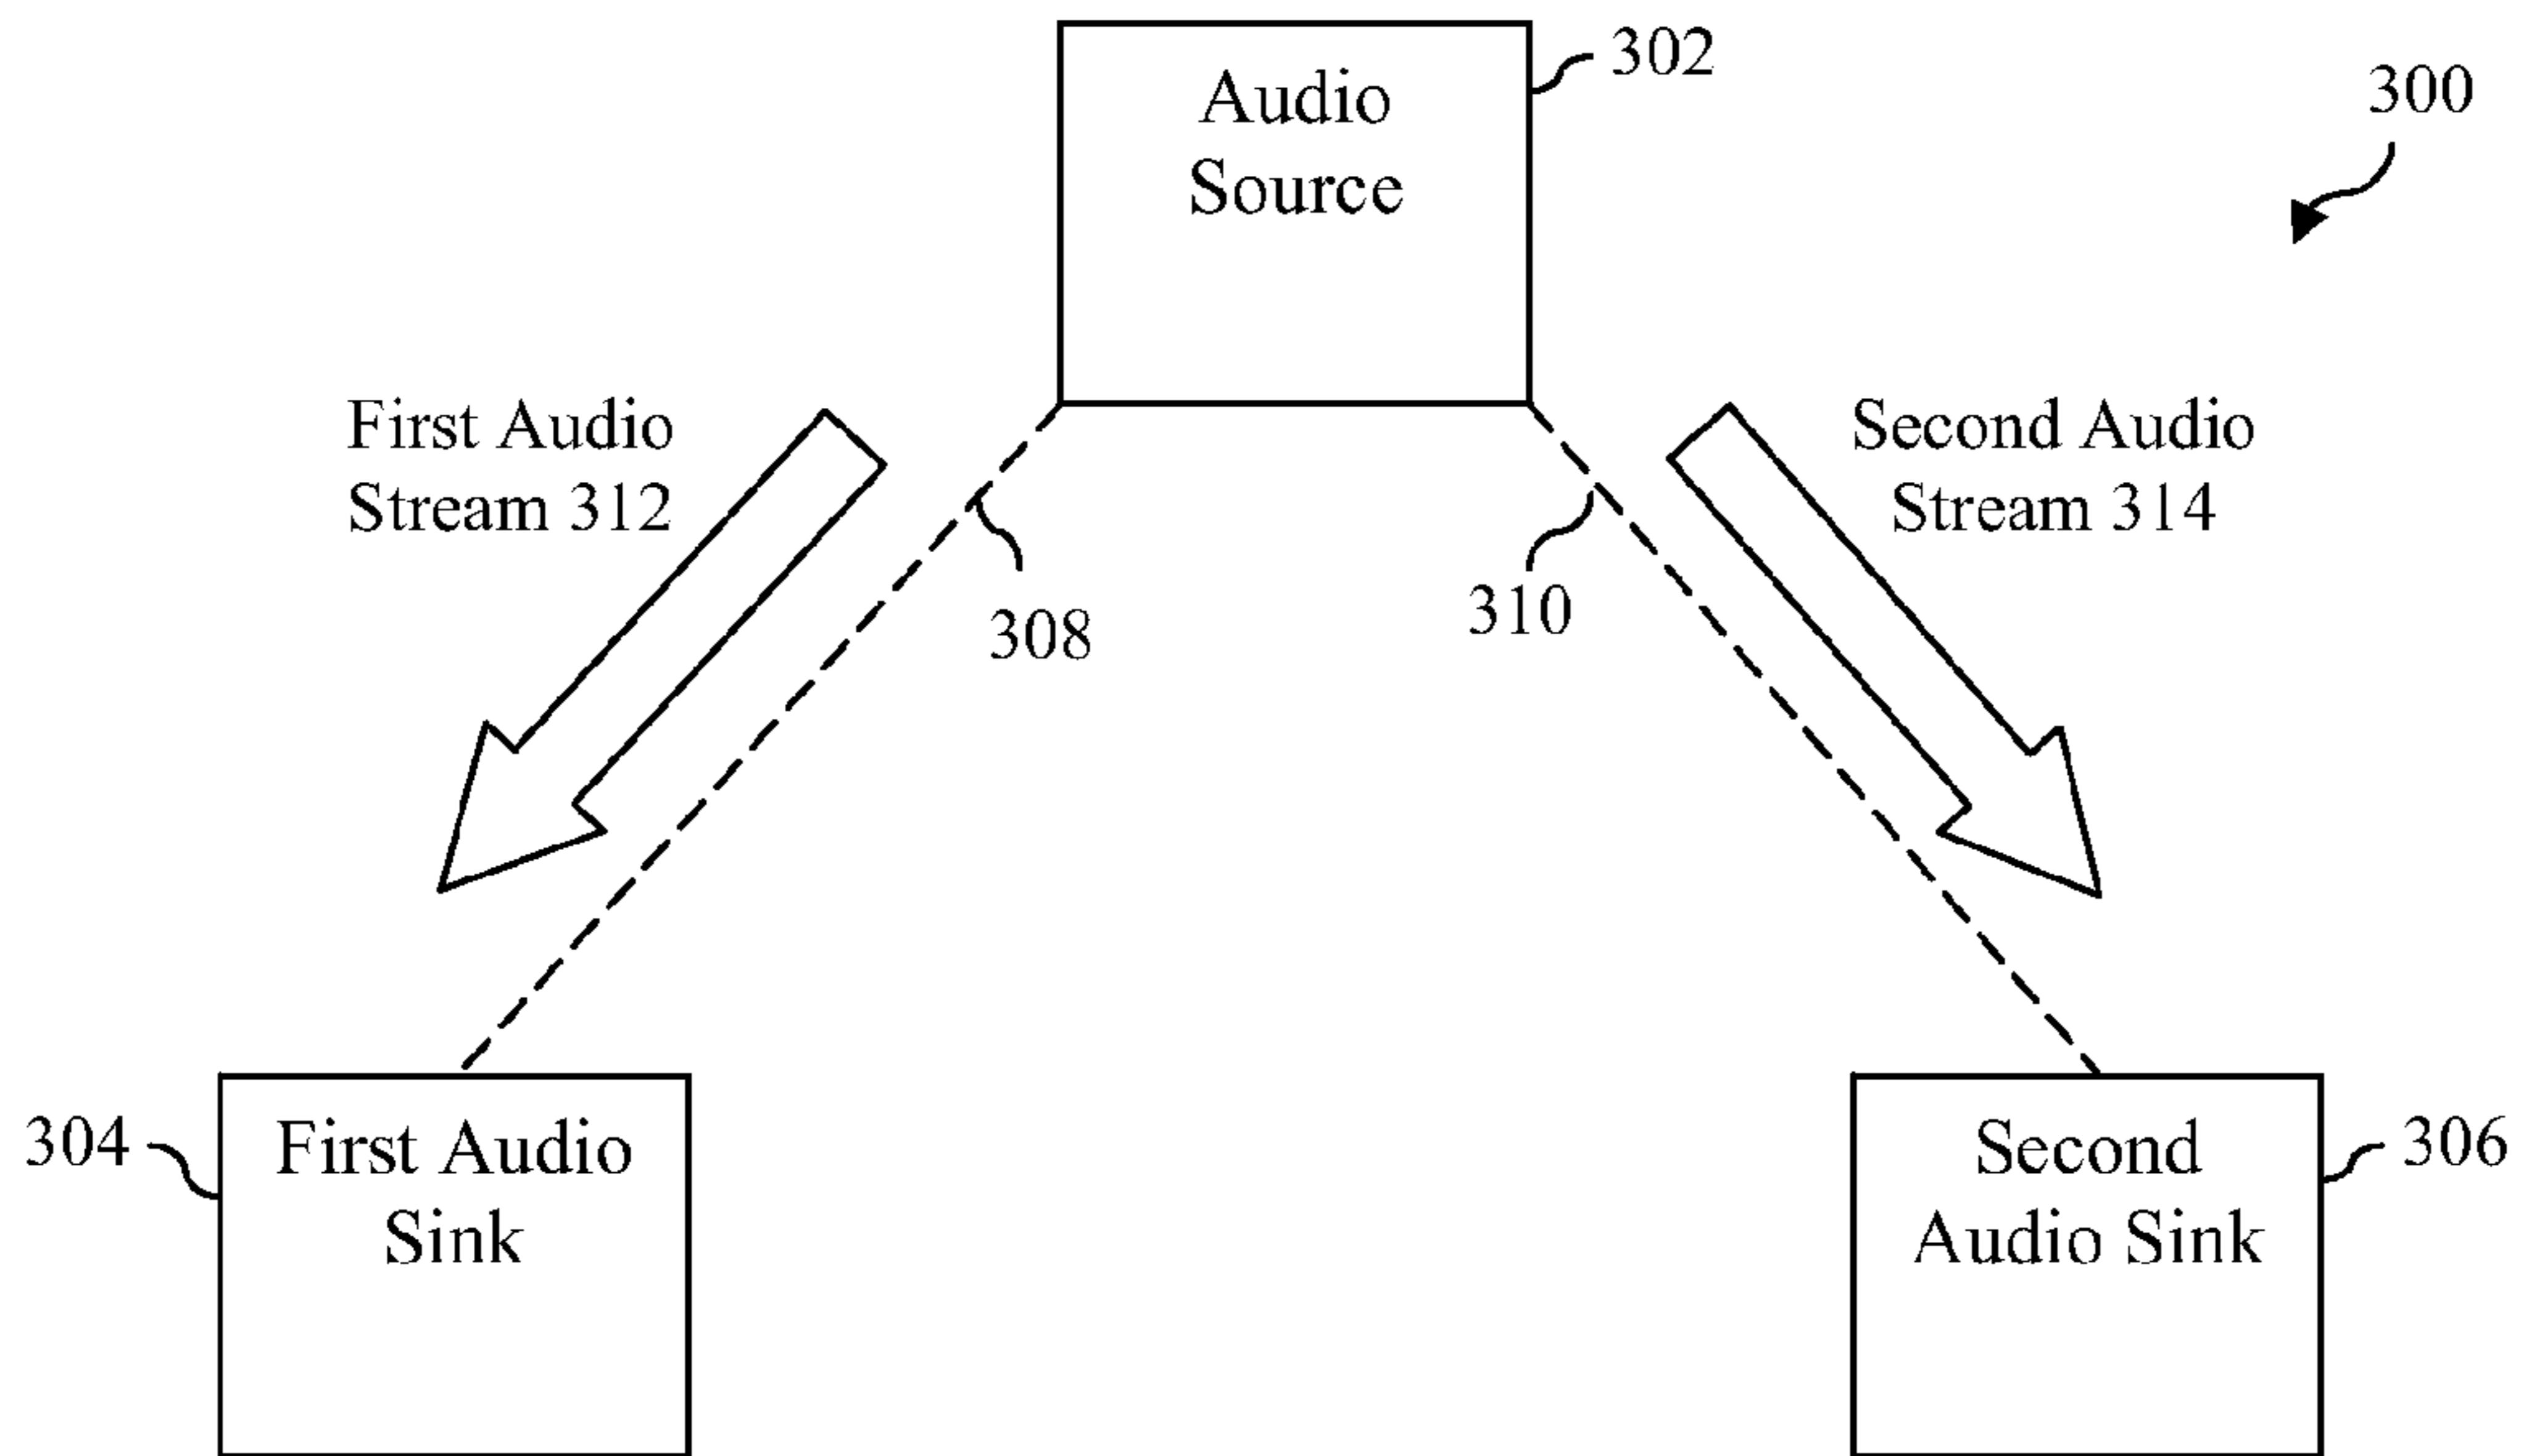 Audio
Source
302
300
First Audio
Stream 312
Second Audio
Stream 314
308
310
304
First Audio
Sink
Second
Audio Sink
306